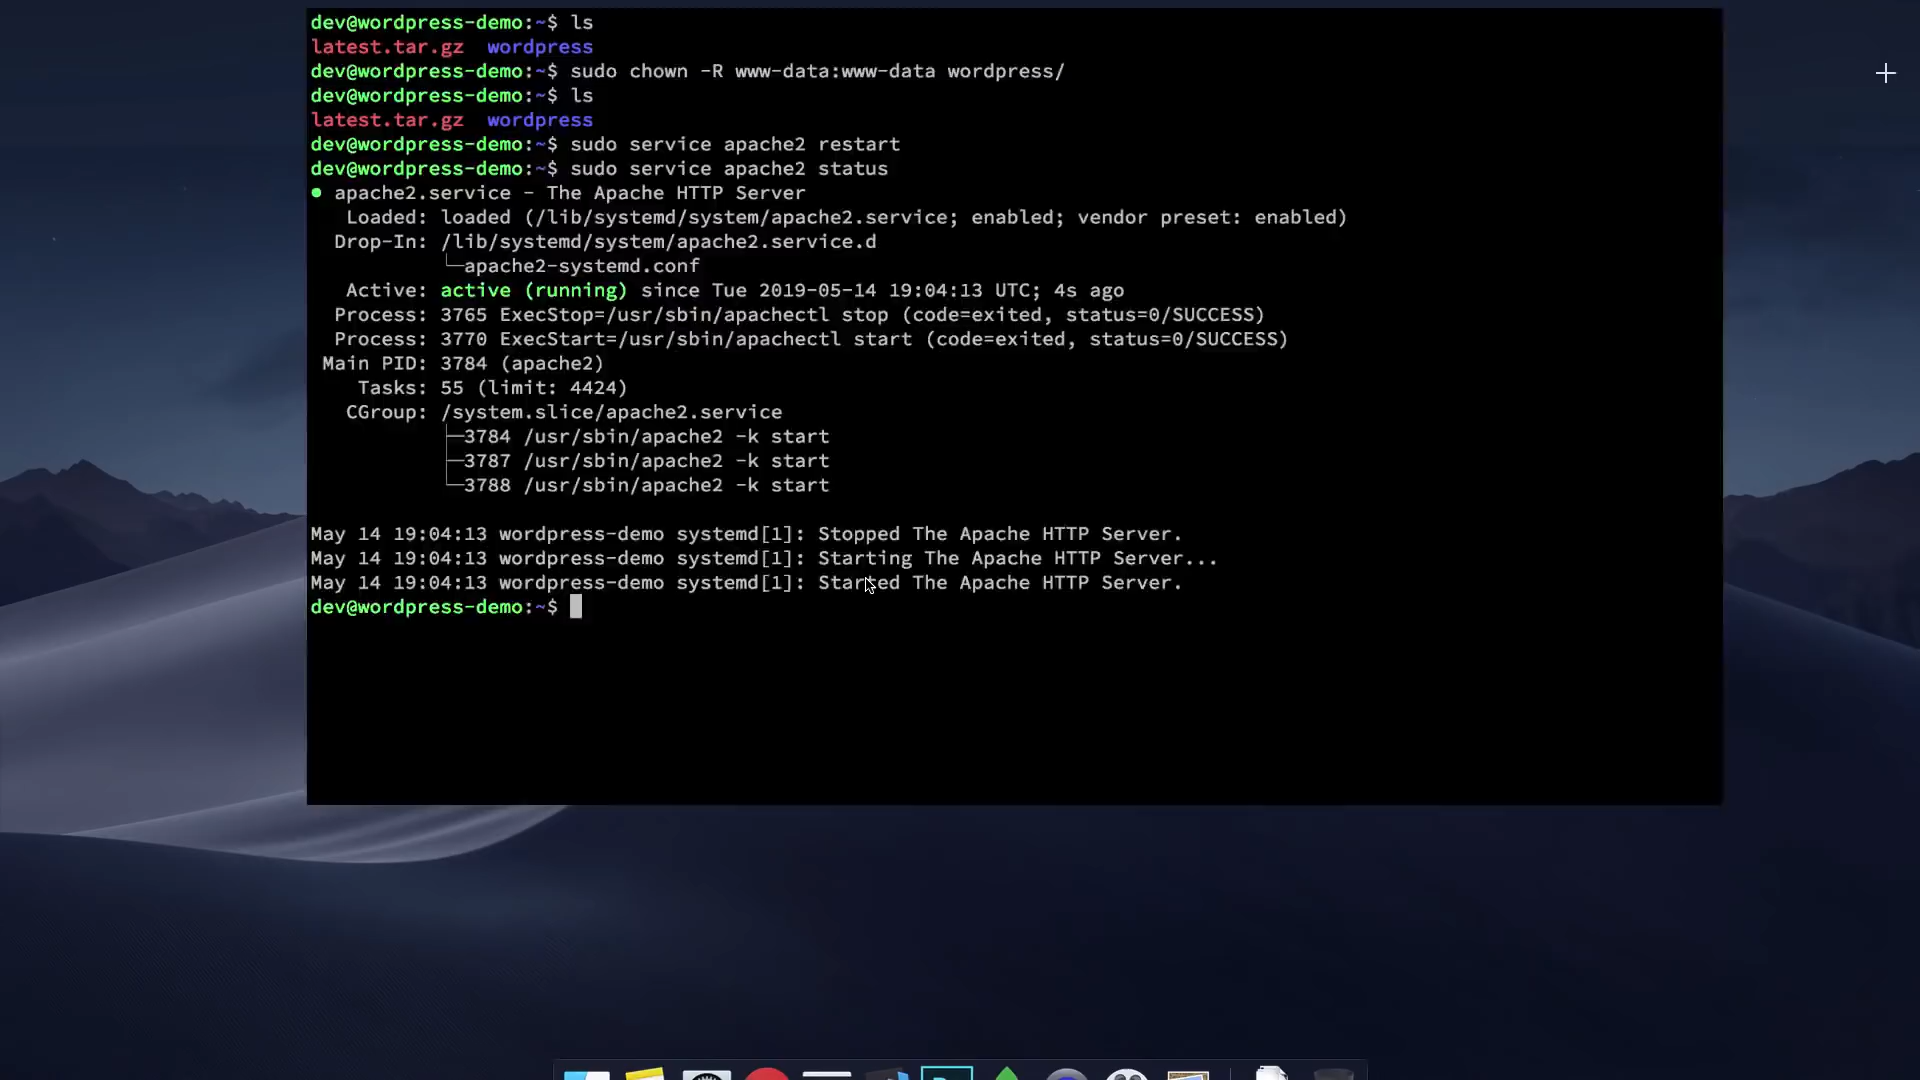 dev@wordpress-demo:~$ ls
latest.tar.gz  wordpress
dev@wordpress-demo:~$ sudo chown -R www-data:www-data wordpress/
dev@wordpress-demo:~$ ls
latest.tar.gz  wordpress
dev@wordpress-demo:~$ sudo service apache2 restart
dev@wordpress-demo:~$ sudo service apache2 status
● apache2.service - The Apache HTTP Server
   Loaded: loaded (/lib/systemd/system/apache2.service; enabled; vendor preset: enabled)
  Drop-In: /lib/systemd/system/apache2.service.d
           └─apache2-systemd.conf
   Active: active (running) since Tue 2019-05-14 19:04:13 UTC; 4s ago
  Process: 3765 ExecStop=/usr/sbin/apachectl stop (code=exited, status=0/SUCCESS)
  Process: 3770 ExecStart=/usr/sbin/apachectl start (code=exited, status=0/SUCCESS)
 Main PID: 3784 (apache2)
    Tasks: 55 (limit: 4424)
   CGroup: /system.slice/apache2.service
           ├─3784 /usr/sbin/apache2 -k start
           ├─3787 /usr/sbin/apache2 -k start
           └─3788 /usr/sbin/apache2 -k start

May 14 19:04:13 wordpress-demo systemd[1]: Stopped The Apache HTTP Server.
May 14 19:04:13 wordpress-demo systemd[1]: Starting The Apache HTTP Server...
May 14 19:04:13 wordpress-demo systemd[1]: Started The Apache HTTP Server.
dev@wordpress-demo:~$